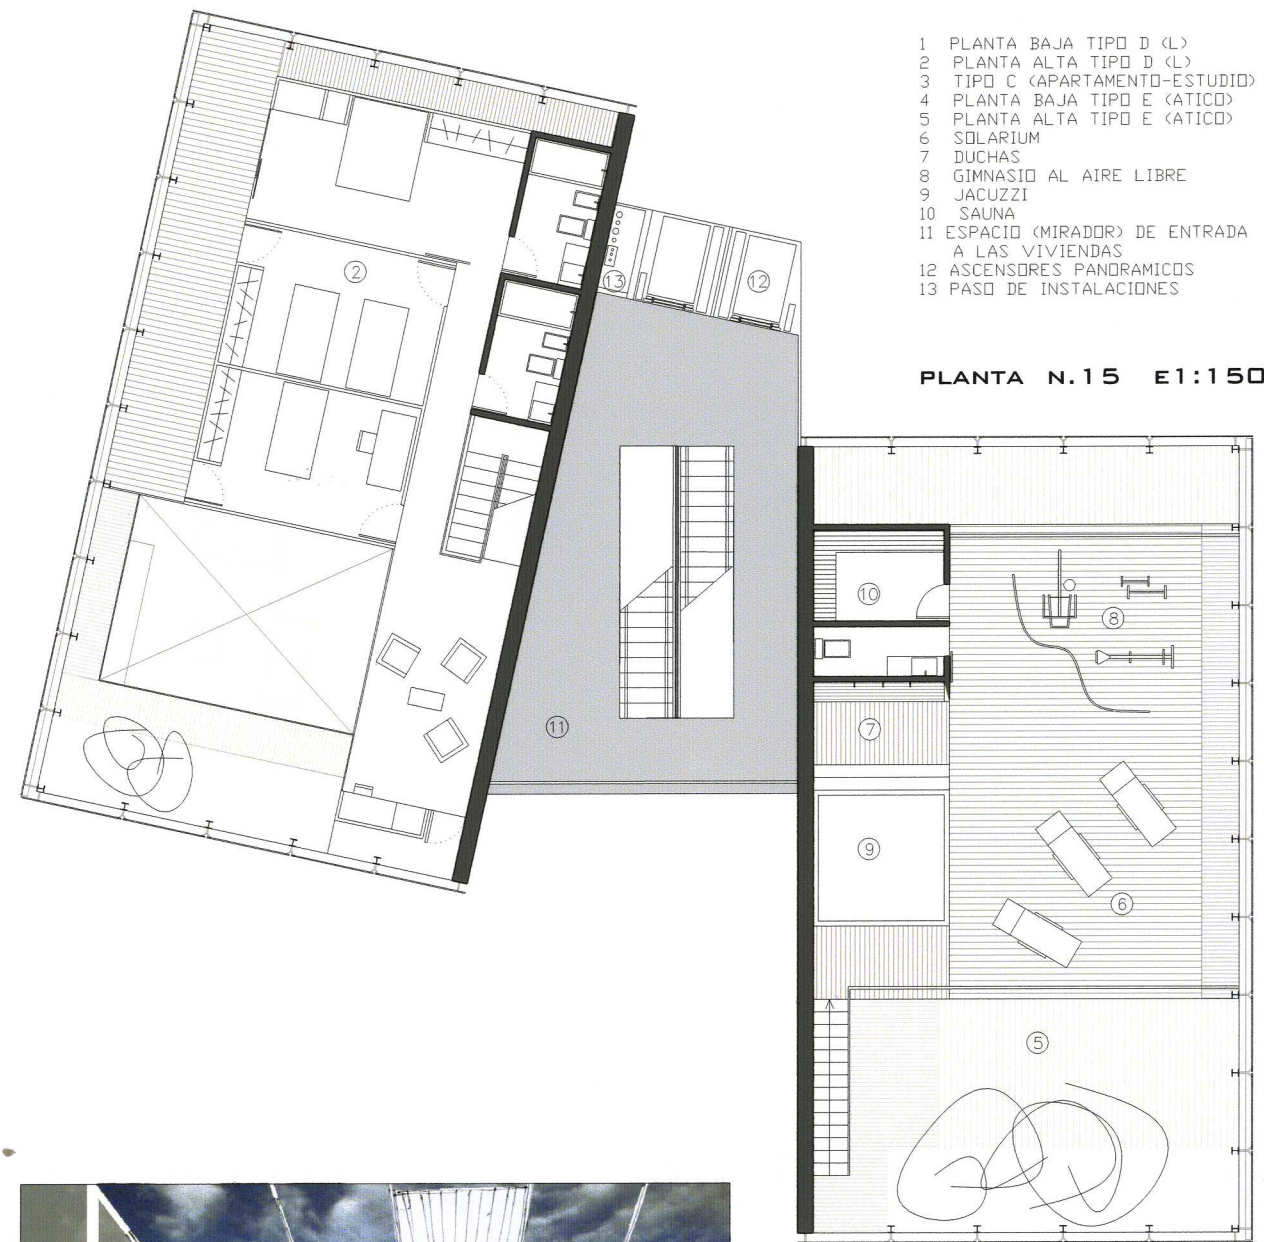 1 PLANTA BAJA TIPO D (L)
2 PLANTA ALTA TIPO D (L)
3 TIPO C (APARTAMENTO-ESTUDIO)
4 PLANTA BAJA TIPO E (ATICO)
5 PLANTA ALTA TIPO E (ATICO)
6 SOLARIUM
7 DUCHAS
8 GIMNASIO AL AIRE LIBRE
9 JACUZZI
10 SAUNA
11 ESPACIO (MIRADOR) DE ENTRADA
A LAS VIVIENDAS
12 ASCENSORES PANORAMICOS
13 PASO DE INSTALACIONES
PLANTA N.15 E1:150
2
13
12
11
10
8
7
9
6
5